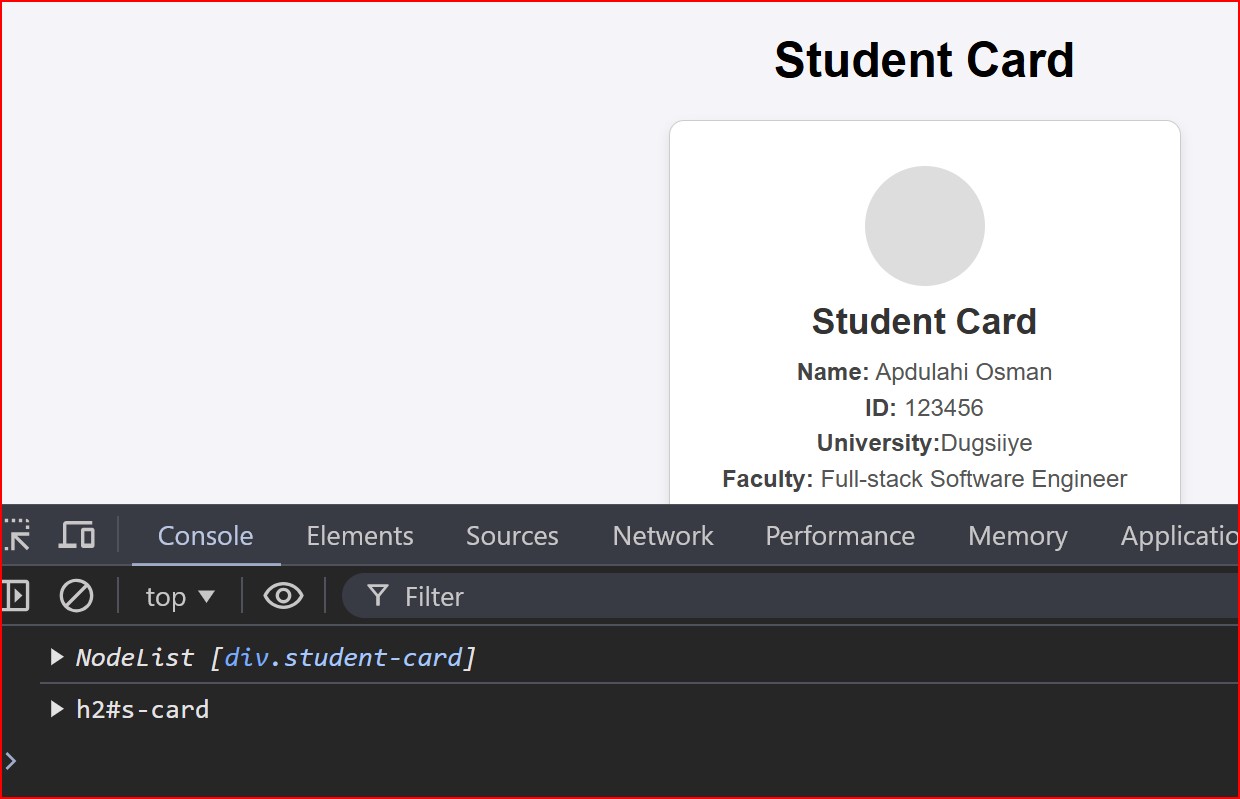 Student Card
Student Card
Name: Apdulahi Osman
ID: 123456
University:Dugsiiye
Faculty: Full-stack Software Engineer
Console Elements Sources Network Performance Memory Applicatio
top Filter
NodeList [div.student-card]
h2#s-card